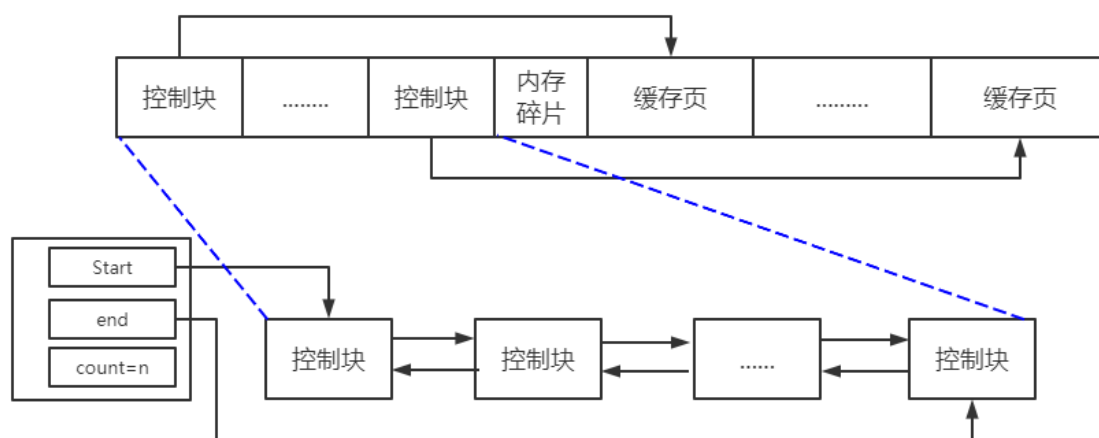 控制块
........
控制块
内存
碎片
缓存页
.........
缓存页
Start
end
count=n
控制块
控制块
......
控制块